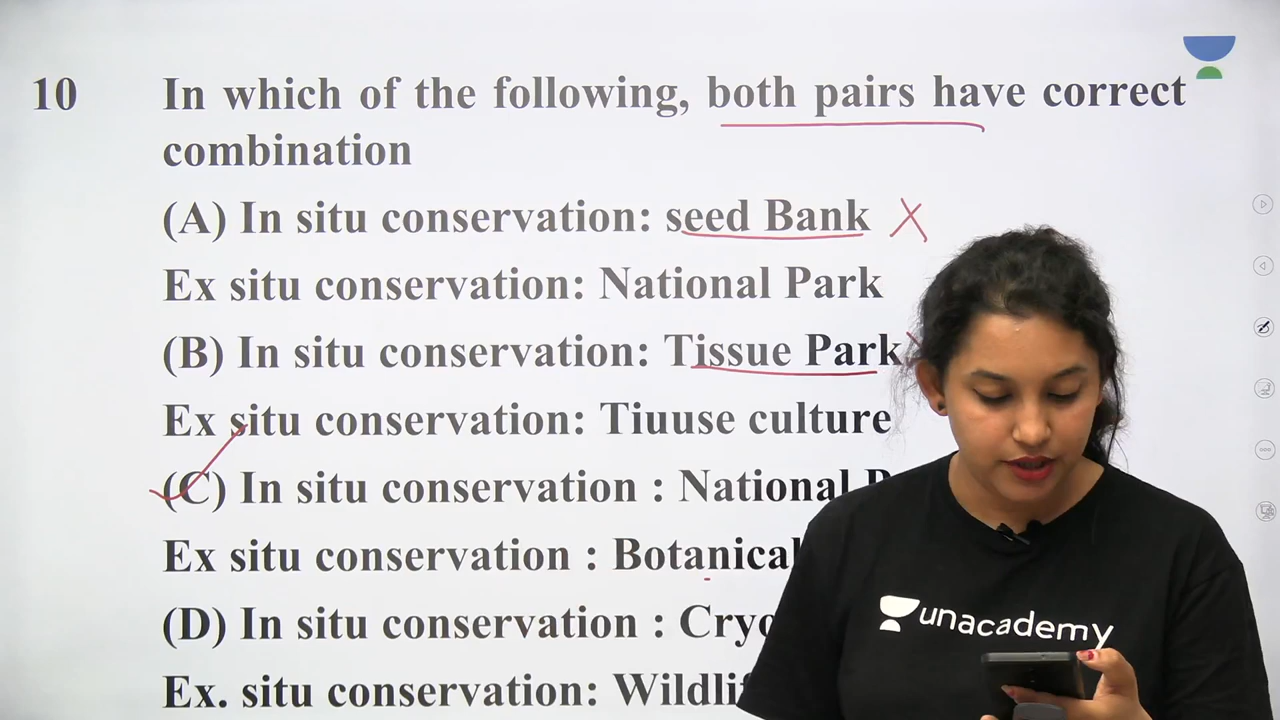 10 In which of the following, both pairs have correct
combination
(A) In situ conservation: seed Bank X
Ex situ conservation: National Park
(B) In situ conservation: Tissue Park
Ex situ conservation: Tiuuse culture
(C) In situ conservation : National
Ex situ conservation : Botanical
(D) In situ conservation :
Ex. situ conservation:
unacademy